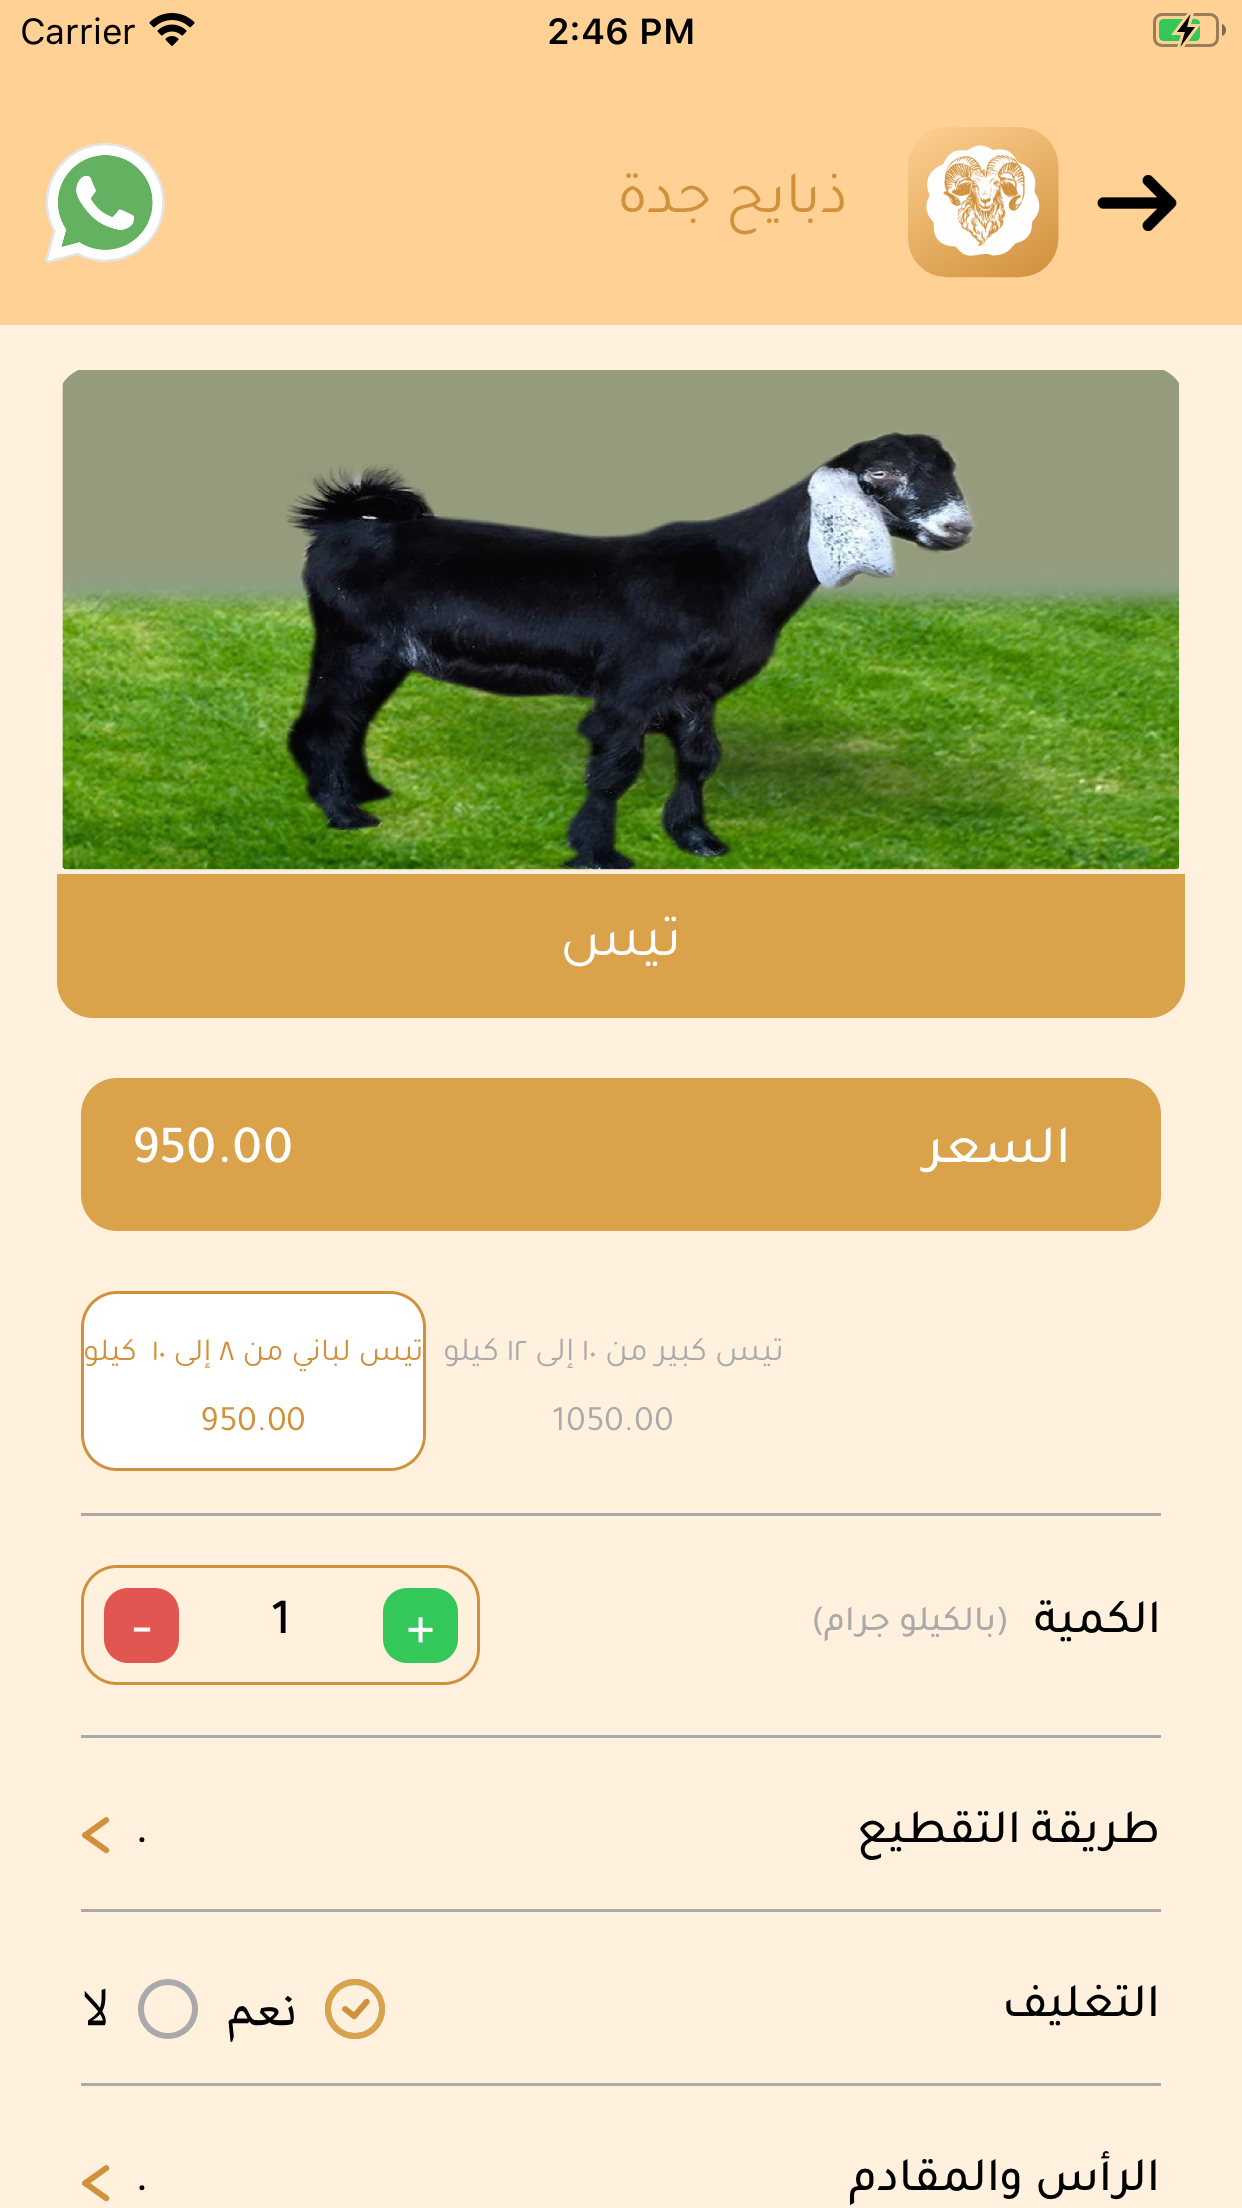 Carrier 2:46 PM
ذبايح جدة
تيس
السعر 950.00
تيس كبير من ١٠ إلى ١٢ كيلو
1050.00
تيس لباني من ٨ إلى ١٠ كيلو
950.00
الكمية (بالكيلو جرام) + 1 -
طريقة التقطيع .
التغليف نعم لا
الرأس والمقادم .